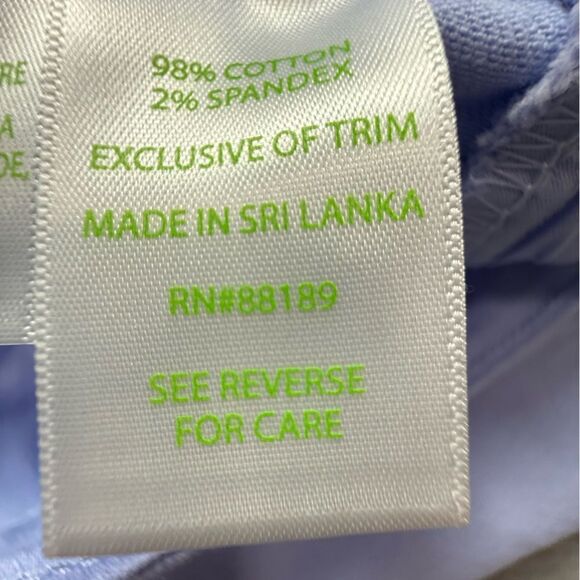 98% COTTON
2% SPANDEX
EXCLUSIVE OF TRIM
MADE IN SRI LANKA
RN#88189
SEE REVERSE
FOR CARE